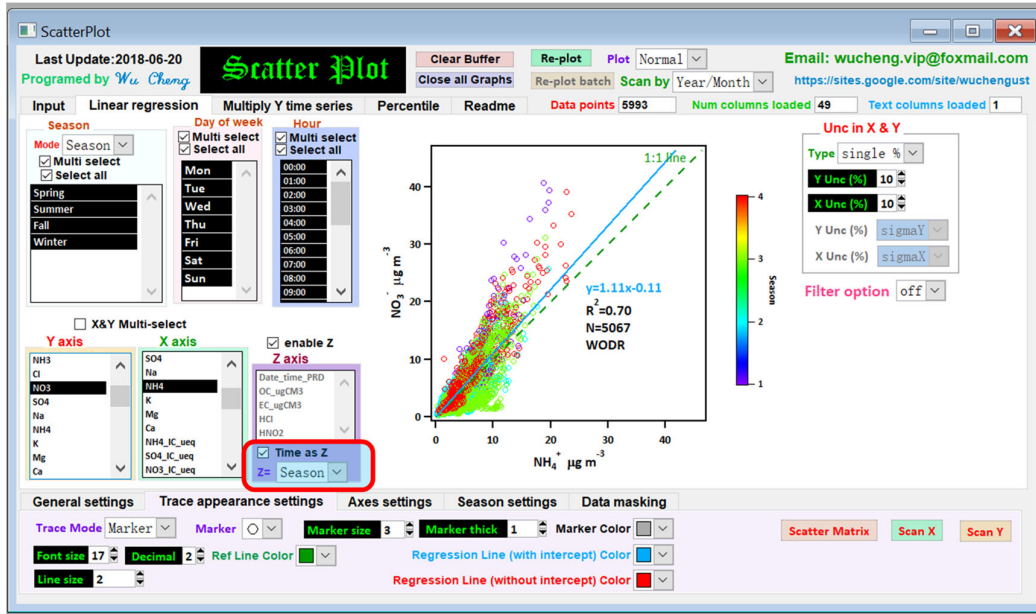 ScatterPlot
Last Update:2018-06-20
Programed by Wu Cheng
Scatter Plot
Clear Buffer
Close all Graphs
Re-plot
Plot Normal
Re-plot batch Scan by Year/Month
Email: wucheng.vip@foxmail.com
https://sites.google.com/site/wuchengust
Input Linear regression Multiply Y time series Percentile Readme
Data points 5993 Num columns loaded 49 Text columns loaded 1
Season
Mode Season
Multi select
Select all
Spring
Summer
Fall
Winter
Day of week
Multi select
Select all
Mon
Tue
Wed
Thu
Fri
Sat
Sun
Hour
Multi select
Select all
00:00
01:00
02:00
03:00
04:00
05:00
06:00
07:00
08:00
09:00
X&Y Multi-select
Y axis
NH3
Cl
NO3
SO4
Na
NH4
K
Mg
Ca
X axis
SO4
Na
NH4
K
Mg
Ca
NH4_IC_ueq
SO4_IC_ueq
NO3_IC_ueq
enable Z
Z axis
Date_time_PRD
OC_ugCM3
EC_ugCM3
HCl
HNO2
Time as Z
Z= Season
NO₃⁻ μg m⁻³
40
30
20
10
0
0 10 20 30 40
NH₄⁺ μg m⁻³
1:1 line
y=1.11x-0.11
R²=0.70
N=5067
WODR
4
3
2
1
Season
Unc in X & Y
Type single %
Y Unc (%) 10
X Unc (%) 10
Y Unc (%) sigmaY
X Unc (%) sigmaX
Filter option off
General settings Trace appearance settings Axes settings Season settings Data masking
Trace Mode Marker Marker Marker size 3 Marker thick 1 Marker Color
Font size 17 Decimal 2 Ref Line Color Regression Line (with intercept) Color
Line size 2 Regression Line (without intercept) Color
Scatter Matrix Scan X Scan Y